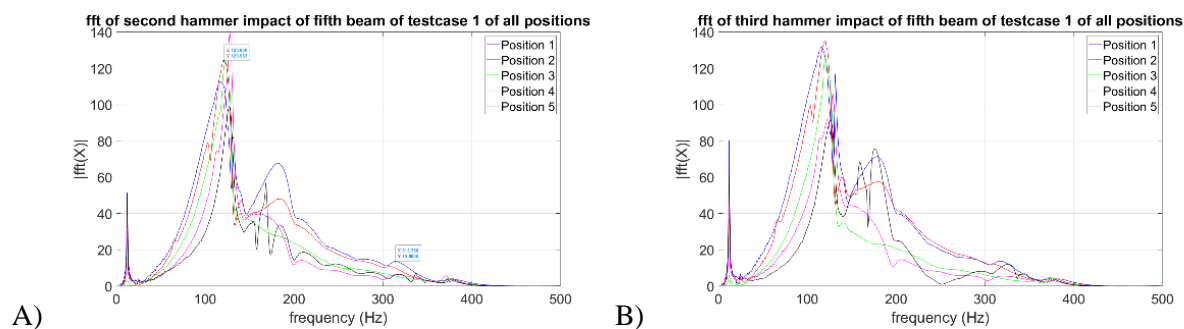 fft of second hammer impact of fifth beam of testcase 1 of all positions
140
120
100
80
60
40
20
0
|fft(X)|
0
100
200
300
400
500
frequency (Hz)
Position 1
Position 2
Position 3
Position 4
Position 5
A)
fft of third hammer impact of fifth beam of testcase 1 of all positions
140
120
100
80
60
40
20
0
|fft(X)|
0
100
200
300
400
500
frequency (Hz)
Position 1
Position 2
Position 3
Position 4
Position 5
B)